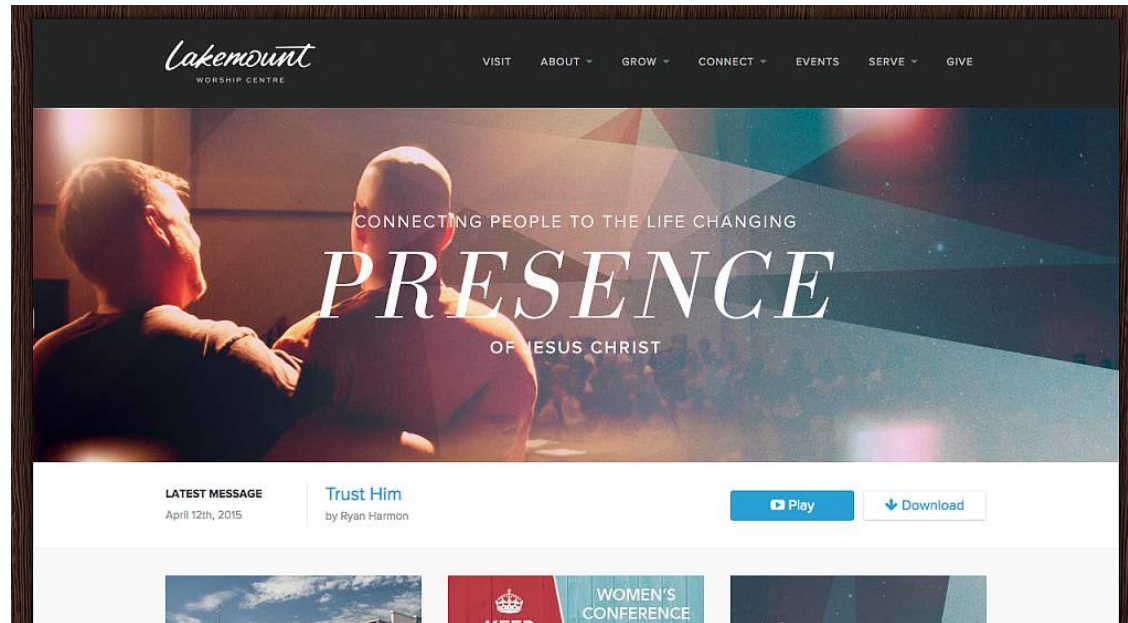 Lakemount
WORSHIP CENTRE
VISIT ABOUT GROW CONNECT EVENTS SERVE GIVE
CONNECTING PEOPLE TO THE LIFE CHANGING
PRESENCE
OF JESUS CHRIST
LATEST MESSAGE
April 12th, 2015
Trust Him
by Ryan Harmon
Play
Download
KEEP
WOMEN'S
CONFERENCE